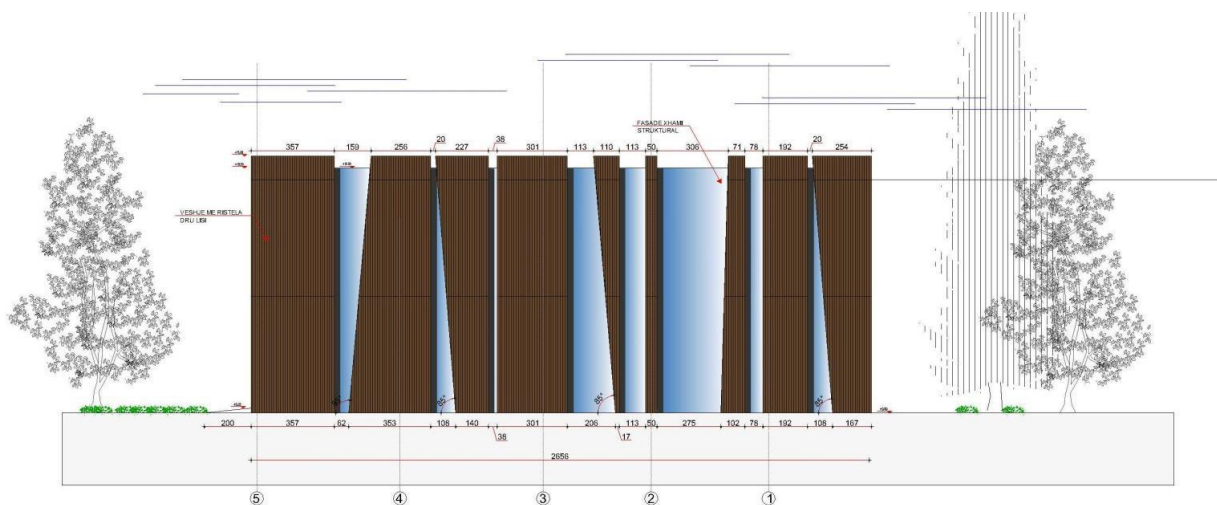 FASADE XHAMI
STRUKTURAL
20 38 20
357 159 256 227 301 113 110 113 50 306 71 78 192 254
VESHJE ME RISTELA
DRU LISI
85° 85° 85°
200 357 62 353 108 140 301 206 113 50 275 102 78 192 108 167
38 17
2656
5 4 3 2 1